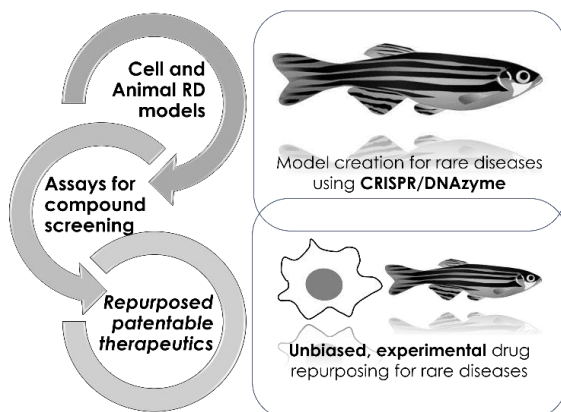 Cell and
Animal RD
models
Assays for
compound
screening
Repurposed
patentable
therapeutics
Model creation for rare diseases
using CRISPR/DNAzyme
Unbiased, experimental drug
repurposing for rare diseases